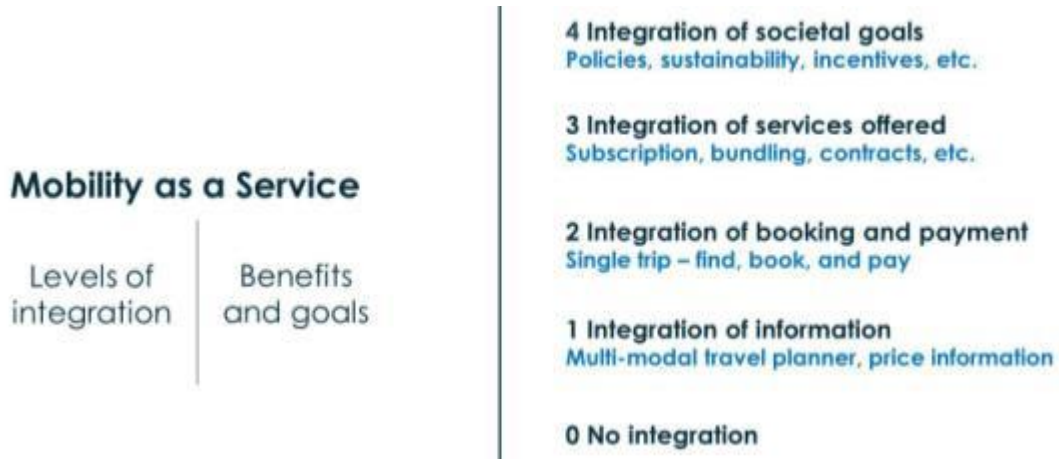 Mobility as a Service
Levels of
integration
Benefits
and goals
4 Integration of societal goals
Policies, sustainability, incentives, etc.
3 Integration of services offered
Subscription, bundling, contracts, etc.
2 Integration of booking and payment
Single trip – find, book, and pay
1 Integration of information
Multi-modal travel planner, price information
0 No integration